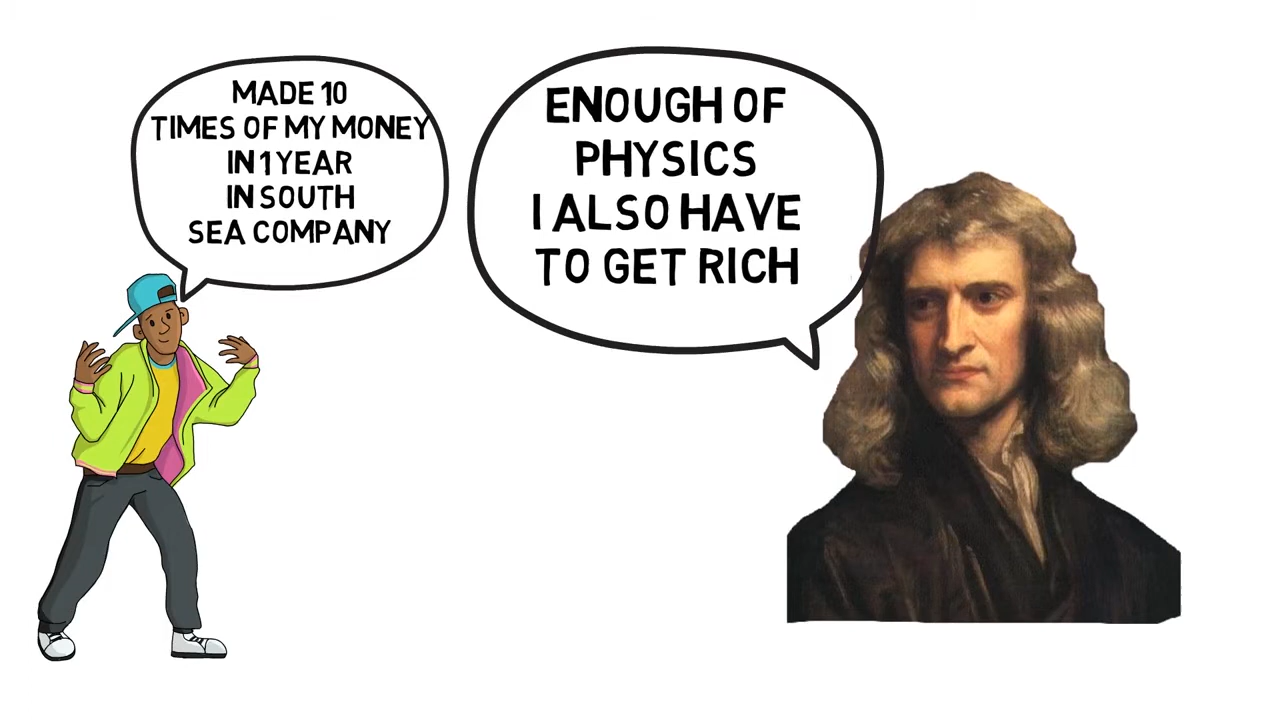 MADE 10
TIMES OF MY MONEY
IN 1 YEAR
IN SOUTH
SEA COMPANY
ENOUGH OF
PHYSICS
I ALSO HAVE
TO GET RICH